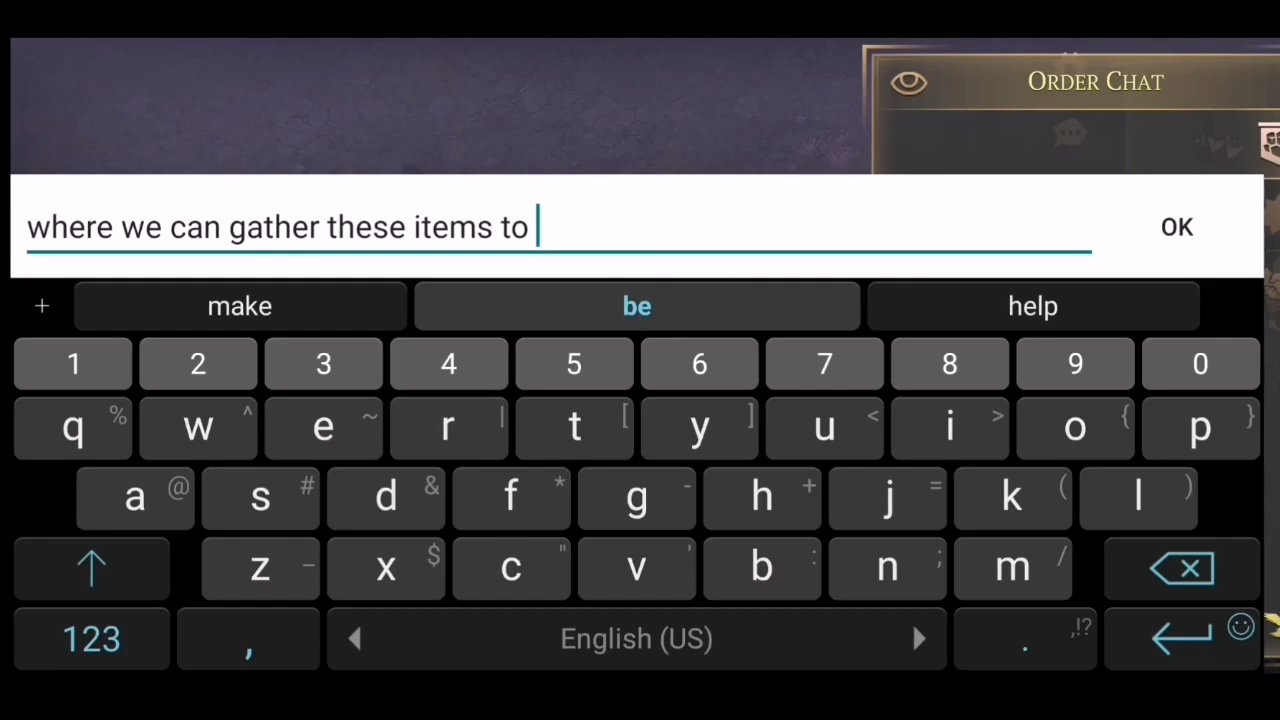 ORDER CHAT
where we can gather these items to
OK
+ make be help
1 2 3 4 5 6 7 8 9 0
q % w ^ e ~ r | t [ y ] u < i > o { p }
a @ s # d & f * g - h + j = k ( l )
z _ x $ c " v ' b : n ; m /
123 , English (US) . ,!?